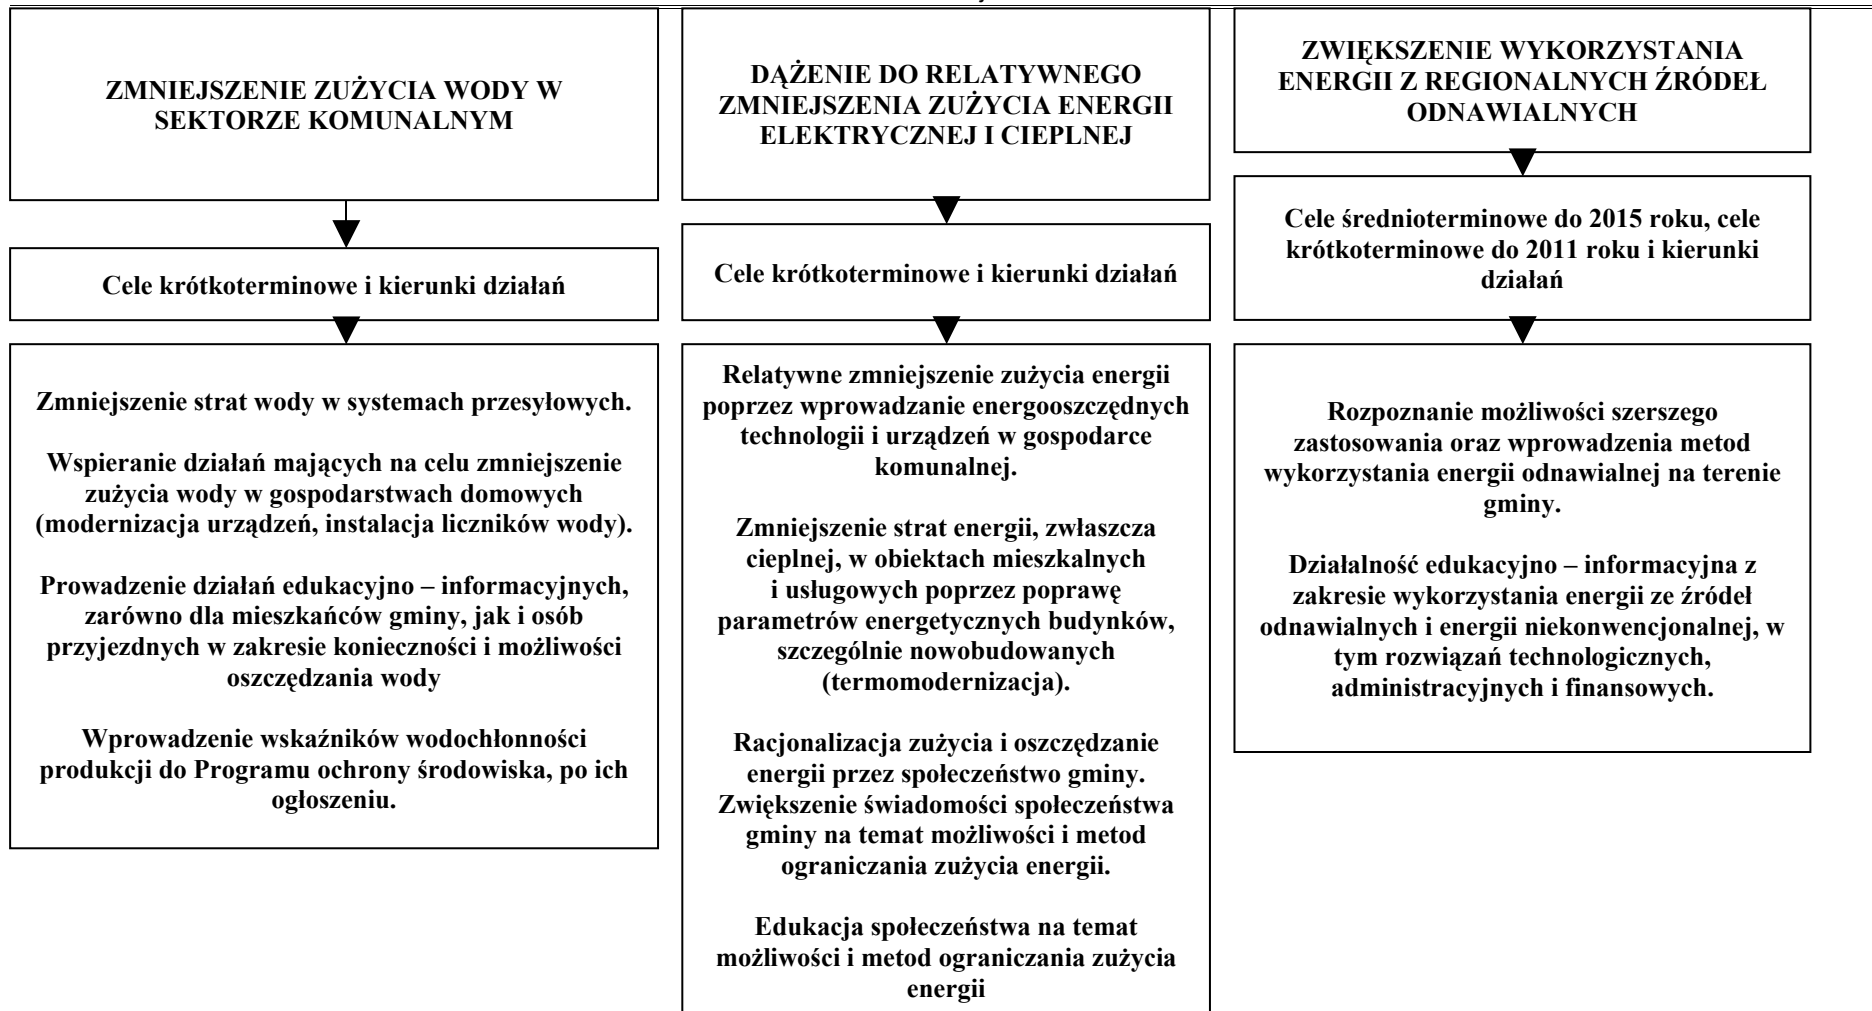 ZMNIEJSZENIE ZUŻYCIA WODY W
SEKTORZE KOMUNALNYM
Cele krótkoterminowe i kierunki działań
Zmniejszenie strat wody w systemach przesyłowych.
Wspieranie działań mających na celu zmniejszenie
zużycia wody w gospodarstwach domowych
(modernizacja urządzeń, instalacja liczników wody).
Prowadzenie działań edukacyjno – informacyjnych,
zarówno dla mieszkańców gminy, jak i osób
przyjezdnych w zakresie konieczności i możliwości
oszczędzania wody
Wprowadzenie wskaźników wodochłonności
produkcji do Programu ochrony środowiska, po ich
ogłoszeniu.
DĄŻENIE DO RELATYWNEGO
ZMNIEJSZENIA ZUŻYCIA ENERGII
ELEKTRYCZNEJ I CIEPLNEJ
Cele krótkoterminowe i kierunki działań
Relatywne zmniejszenie zużycia energii
poprzez wprowadzanie energooszczędnych
technologii i urządzeń w gospodarce
komunalnej.
Zmniejszenie strat energii, zwłaszcza
cieplnej, w obiektach mieszkalnych
i usługowych poprzez poprawę
parametrów energetycznych budynków,
szczególnie nowobudowanych
(termomodernizacja).
Racjonalizacja zużycia i oszczędzanie
energii przez społeczeństwo gminy.
Zwiększenie świadomości społeczeństwa
gminy na temat możliwości i metod
ograniczania zużycia energii.
Edukacja społeczeństwa na temat
możliwości i metod ograniczania zużycia
energii
ZWIĘKSZENIE WYKORZYSTANIA
ENERGII Z REGIONALNYCH ŹRÓDEŁ
ODNAWIALNYCH
Cele średnioterminowe do 2015 roku, cele
krótkoterminowe do 2011 roku i kierunki
działań
Rozpoznanie możliwości szerszego
zastosowania oraz wprowadzenia metod
wykorzystania energii odnawialnej na terenie
gminy.
Działalność edukacyjno – informacyjna z
zakresie wykorzystania energii ze źródeł
odnawialnych i energii niekonwencjonalnej, w
tym rozwiązań technologicznych,
administracyjnych i finansowych.